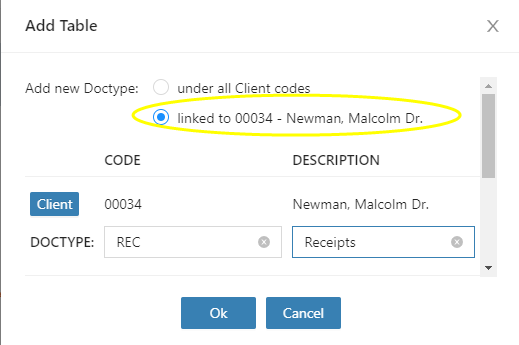 Add Table
Add new Doctype: under all Client codes
linked to 00034 - Newman, Malcolm Dr.
CODE DESCRIPTION
Client 00034 Newman, Malcolm Dr.
DOCTYPE: REC Receipts
Ok Cancel